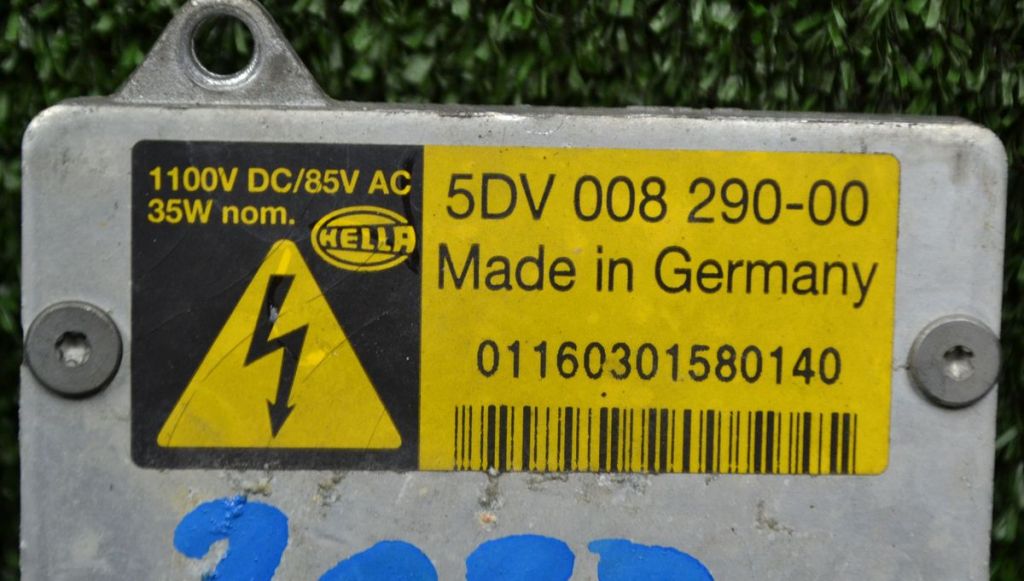 1100V DC/85V AC
35W nom.
HELLA
5DV 008 290-00
Made in Germany
01160301580140